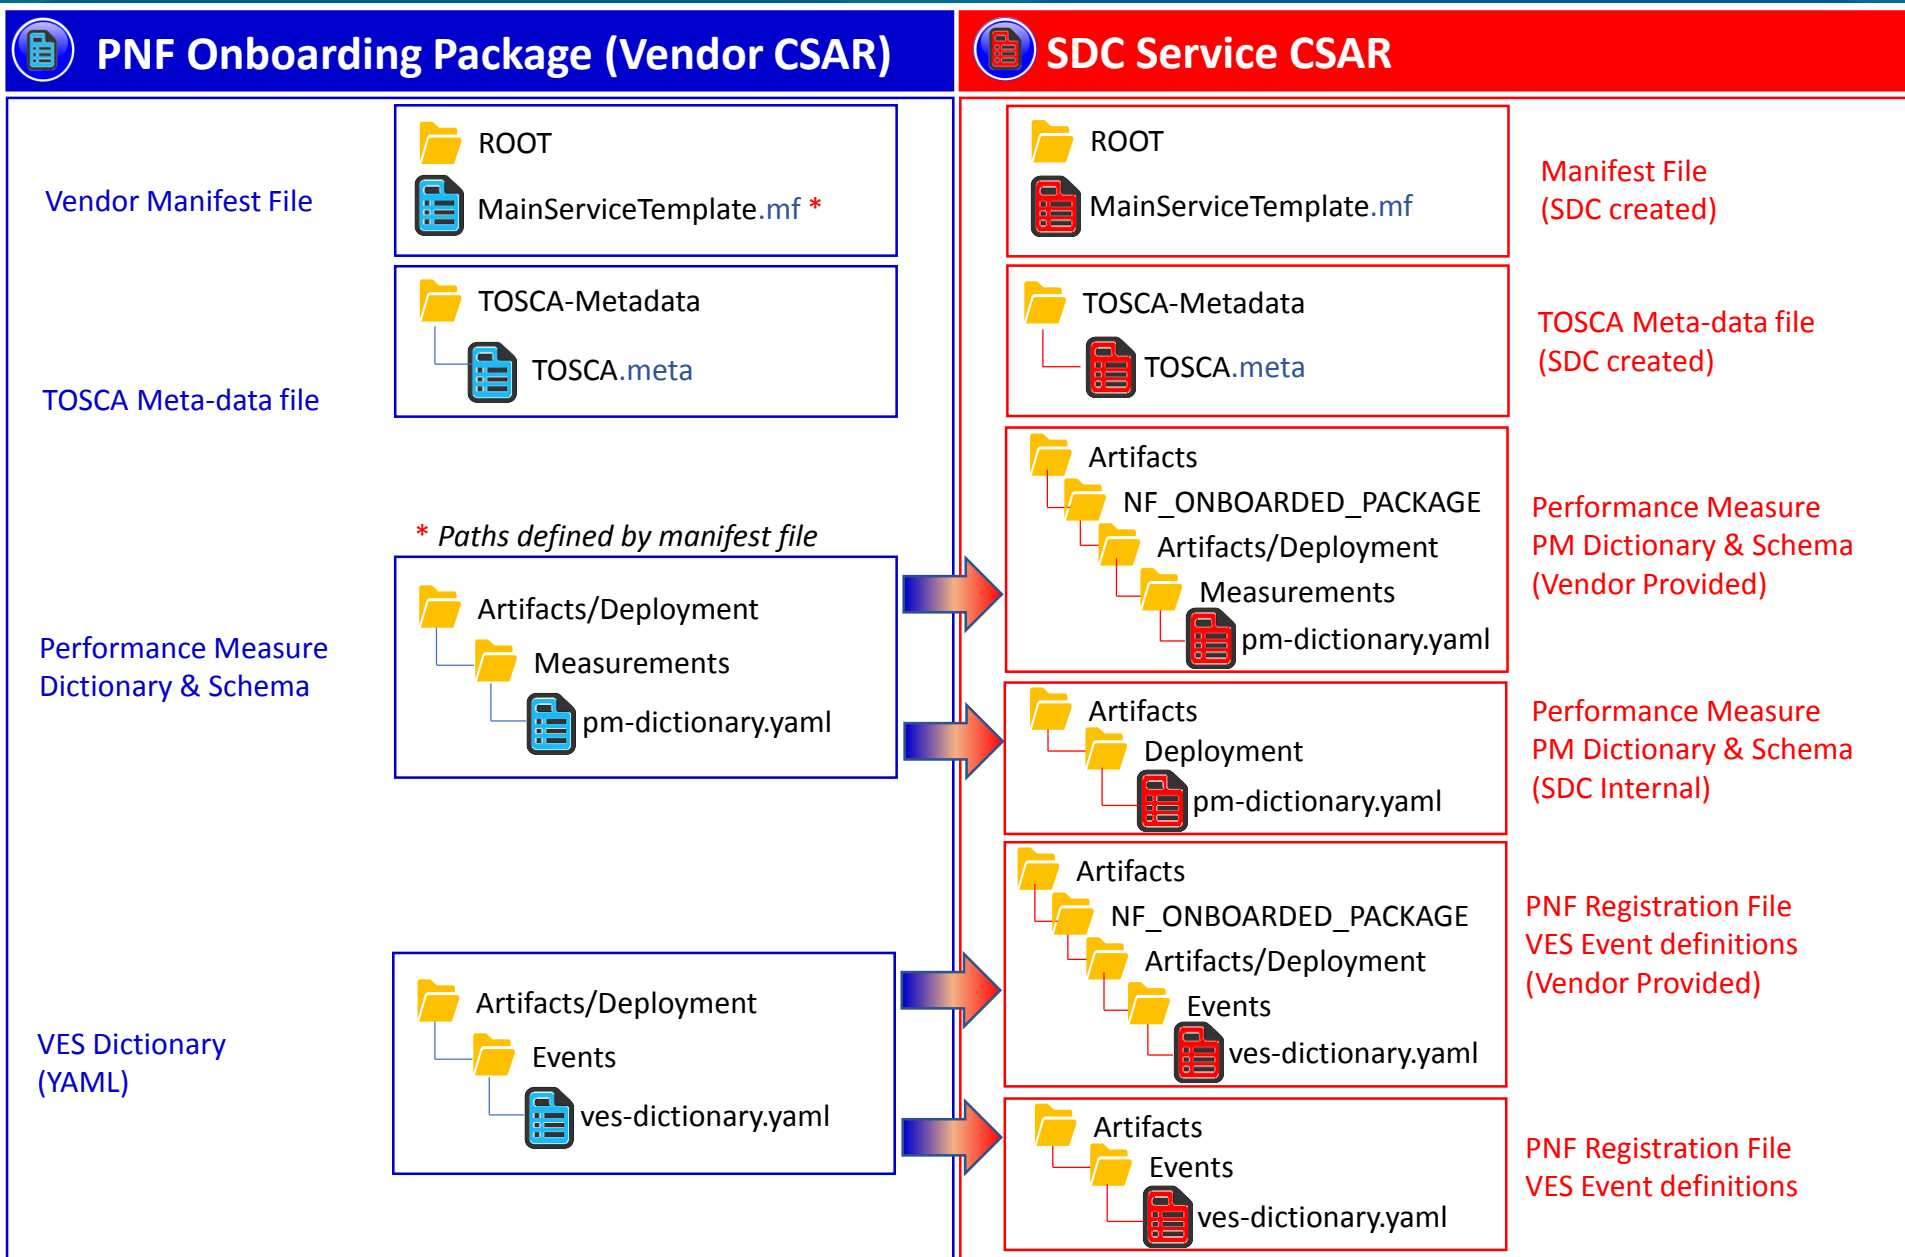 PNF Onboarding Package (Vendor CSAR)
Vendor Manifest File
ROOT
MainServiceTemplate.mf *
TOSCA Meta-data file
TOSCA-Metadata
TOSCA.meta
* Paths defined by manifest file
Performance Measure
Dictionary & Schema
Artifacts/Deployment
Measurements
pm-dictionary.yaml
VES Dictionary
(YAML)
Artifacts/Deployment
Events
ves-dictionary.yaml
SDC Service CSAR
ROOT
MainServiceTemplate.mf
Manifest File
(SDC created)
TOSCA-Metadata
TOSCA.meta
TOSCA Meta-data file
(SDC created)
Artifacts
NF_ONBOARDED_PACKAGE
Artifacts/Deployment
Measurements
pm-dictionary.yaml
Performance Measure
PM Dictionary & Schema
(Vendor Provided)
Artifacts
Deployment
pm-dictionary.yaml
Performance Measure
PM Dictionary & Schema
(SDC Internal)
Artifacts
NF_ONBOARDED_PACKAGE
Artifacts/Deployment
Events
ves-dictionary.yaml
PNF Registration File
VES Event definitions
(Vendor Provided)
Artifacts
Events
ves-dictionary.yaml
PNF Registration File
VES Event definitions